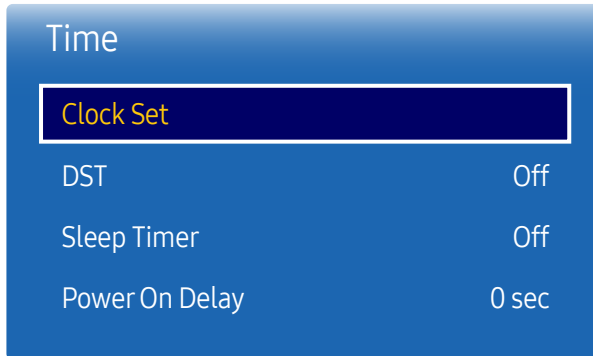 Time
Clock Set
DST Off
Sleep Timer Off
Power On Delay 0 sec